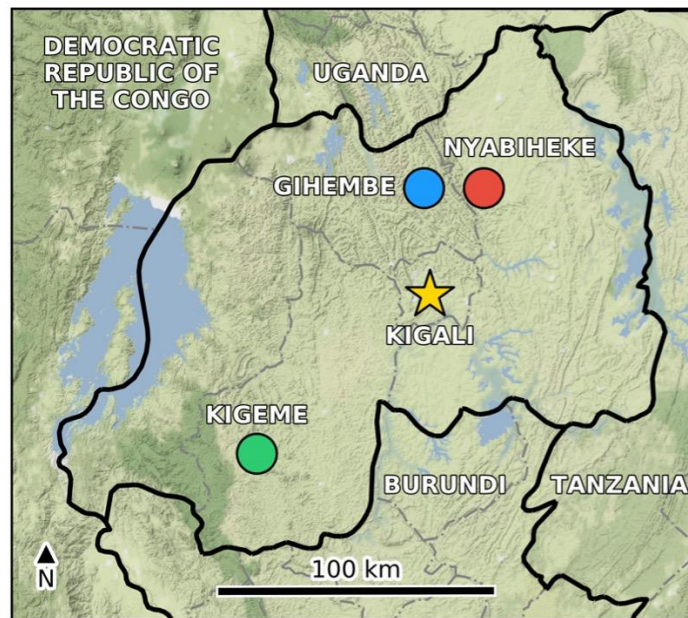 DEMOCRATIC
REPUBLIC OF
THE CONGO
UGANDA
NYABIHEKE
GIHEMBE
KIGALI
KIGEME
BURUNDI
TANZANIA
N
100 km